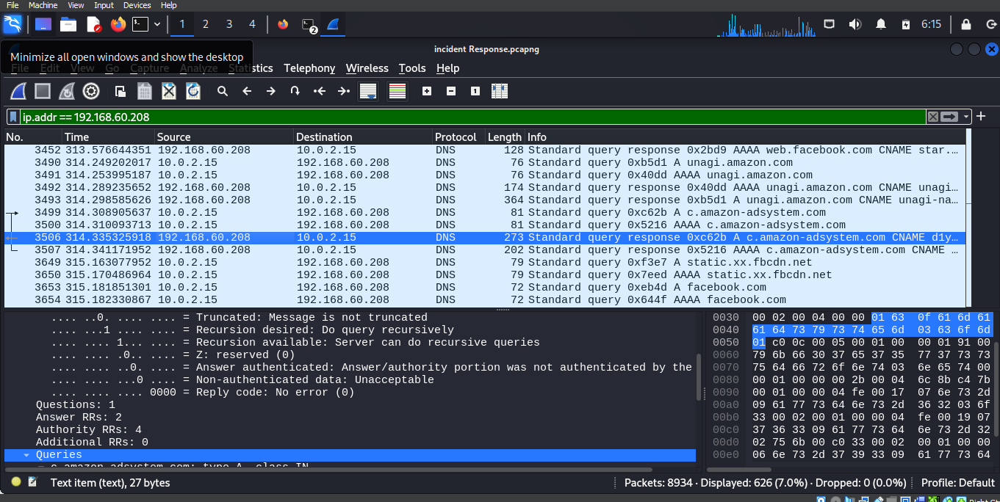 File Machine View Input Devices Help
1 2 3 4 2 6:15
Minimize all open windows and show the desktop
incident Response.pcapng
File Edit View Go Capture Analyze Statistics Telephony Wireless Tools Help
ip.addr == 192.168.60.208
No. Time Source Destination Protocol Length Info
3452 313.576644351 192.168.60.208 10.0.2.15 DNS 128 Standard query response 0x2bd9 AAAA web.facebook.com CNAME star.…
3490 314.249202017 10.0.2.15 192.168.60.208 DNS 76 Standard query 0xb5d1 A unagi.amazon.com
3491 314.253995187 10.0.2.15 192.168.60.208 DNS 76 Standard query 0x40dd AAAA unagi.amazon.com
3492 314.289235652 192.168.60.208 10.0.2.15 DNS 174 Standard query response 0x40dd AAAA unagi.amazon.com CNAME unagi…
3493 314.298585626 192.168.60.208 10.0.2.15 DNS 364 Standard query response 0xb5d1 A unagi.amazon.com CNAME unagi-na…
3499 314.308905637 10.0.2.15 192.168.60.208 DNS 81 Standard query 0xc62b A c.amazon-adsystem.com
3500 314.310093713 10.0.2.15 192.168.60.208 DNS 81 Standard query 0x5216 AAAA c.amazon-adsystem.com
3506 314.335325918 192.168.60.208 10.0.2.15 DNS 273 Standard query response 0xc62b A c.amazon-adsystem.com CNAME d1y…
3507 314.341171952 192.168.60.208 10.0.2.15 DNS 202 Standard query response 0x5216 AAAA c.amazon-adsystem.com CNAME …
3649 315.163077952 10.0.2.15 192.168.60.208 DNS 79 Standard query 0xf3e7 A static.xx.fbcdn.net
3650 315.170486964 10.0.2.15 192.168.60.208 DNS 79 Standard query 0x7eed AAAA static.xx.fbcdn.net
3653 315.181851301 10.0.2.15 192.168.60.208 DNS 72 Standard query 0xeb4d A facebook.com
3654 315.182330867 10.0.2.15 192.168.60.208 DNS 72 Standard query 0x644f AAAA facebook.com
.... ..0. .... .... = Truncated: Message is not truncated
.... ...1 .... .... = Recursion desired: Do query recursively
.... .... 1... .... = Recursion available: Server can do recursive queries
.... .... .0.. .... = Z: reserved (0)
.... .... ..0. .... = Answer authenticated: Answer/authority portion was not authenticated by the
.... .... ...0 .... = Non-authenticated data: Unacceptable
.... .... .... 0000 = Reply code: No error (0)
Questions: 1
Answer RRs: 2
Authority RRs: 4
Additional RRs: 0
Queries
c.amazon-adsystem.com: type A, class IN
0030 00 02 00 04 00 00 01 63 0f 61 6d 61
0040 61 64 73 79 73 74 65 6d 03 63 6f 6d
0050 01 c0 0c 00 05 00 01 00 00 01 91 00
0060 79 6b 66 30 37 65 37 35 77 37 73 73
0070 75 64 66 72 6f 6e 74 03 6e 65 74 00
0080 00 01 00 00 00 2b 00 04 6c 8b c4 7b
0090 00 01 00 00 04 fe 00 17 07 6e 73 2d
00a0 09 61 77 73 64 6e 73 2d 36 32 03 6f
00b0 33 00 02 00 01 00 00 04 fe 00 19 07
00c0 37 36 33 09 61 77 73 64 6e 73 2d 32
00d0 02 75 6b 00 c0 33 00 02 00 01 00 00
00e0 06 6e 73 2d 37 39 33 09 61 77 73 64
Text item (text), 27 bytes
Packets: 8934 · Displayed: 626 (7.0%) · Dropped: 0 (0.0%)
Profile: Default